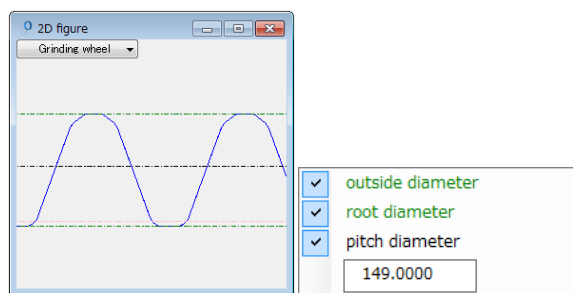 2D figure
Grinding wheel
outside diameter
root diameter
pitch diameter
149.0000